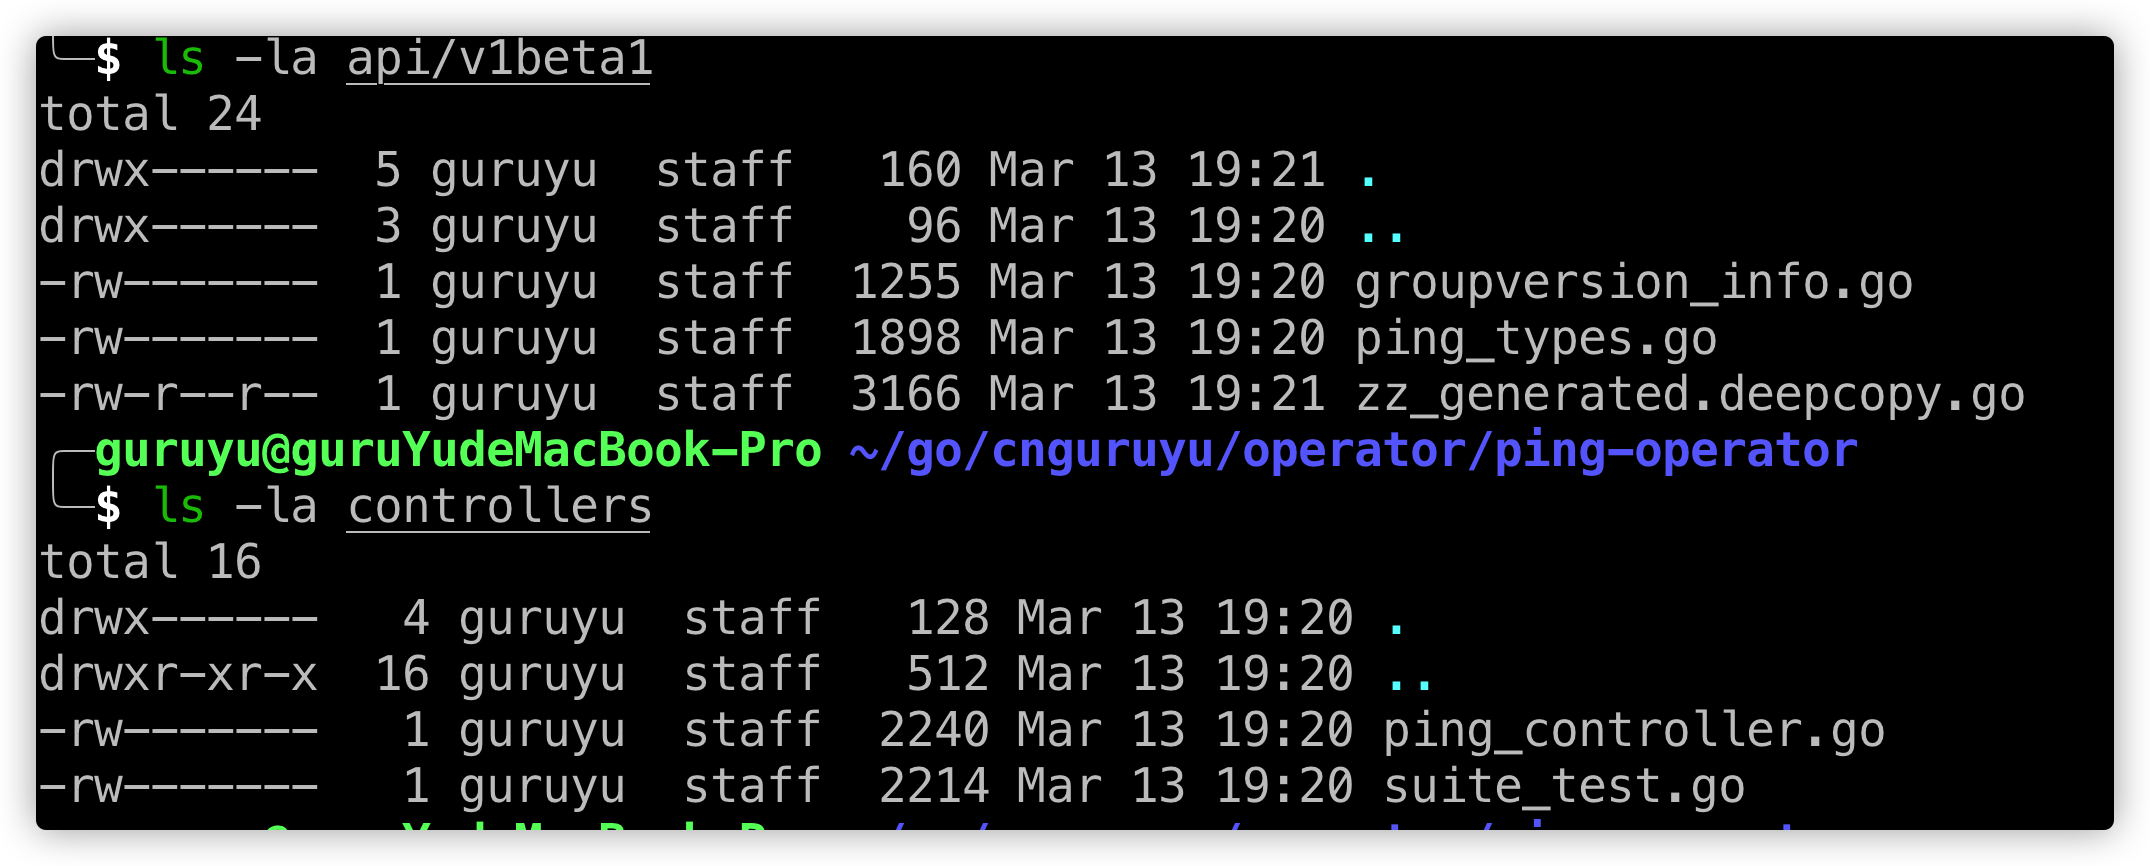 $ ls -la api/v1beta1
total 24
drwx------  5 guruyu  staff   160 Mar 13 19:21 .
drwx------  3 guruyu  staff    96 Mar 13 19:20 ..
-rw-------  1 guruyu  staff  1255 Mar 13 19:20 groupversion_info.go
-rw-------  1 guruyu  staff  1898 Mar 13 19:20 ping_types.go
-rw-r--r--  1 guruyu  staff  3166 Mar 13 19:21 zz_generated.deepcopy.go
guruyu@guruYudeMacBook-Pro ~/go/cnguruyu/operator/ping-operator
$ ls -la controllers
total 16
drwx------   4 guruyu  staff   128 Mar 13 19:20 .
drwxr-xr-x  16 guruyu  staff   512 Mar 13 19:20 ..
-rw-------   1 guruyu  staff  2240 Mar 13 19:20 ping_controller.go
-rw-------   1 guruyu  staff  2214 Mar 13 19:20 suite_test.go